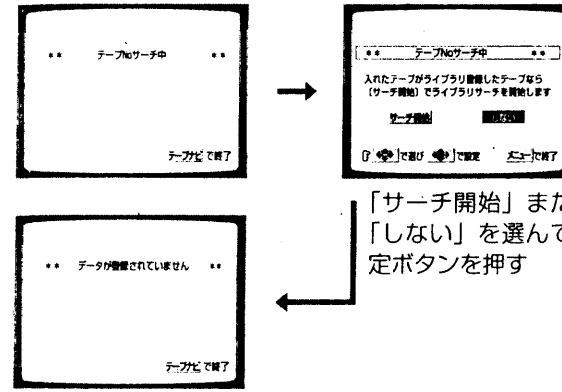 ** テープNoサーチ中 **
テープナビで終了
** テープNoサーチ中 **
入れたテープがライブラリ登録したテープなら
(サーチ開始)でライブラリサーチを開始します
サーチ開始 しない
で選び で設定 メニューで終了
「サーチ開始」また
「しない」を選んで
定ボタンを押す
** データが登録されていません **
テープナビで終了